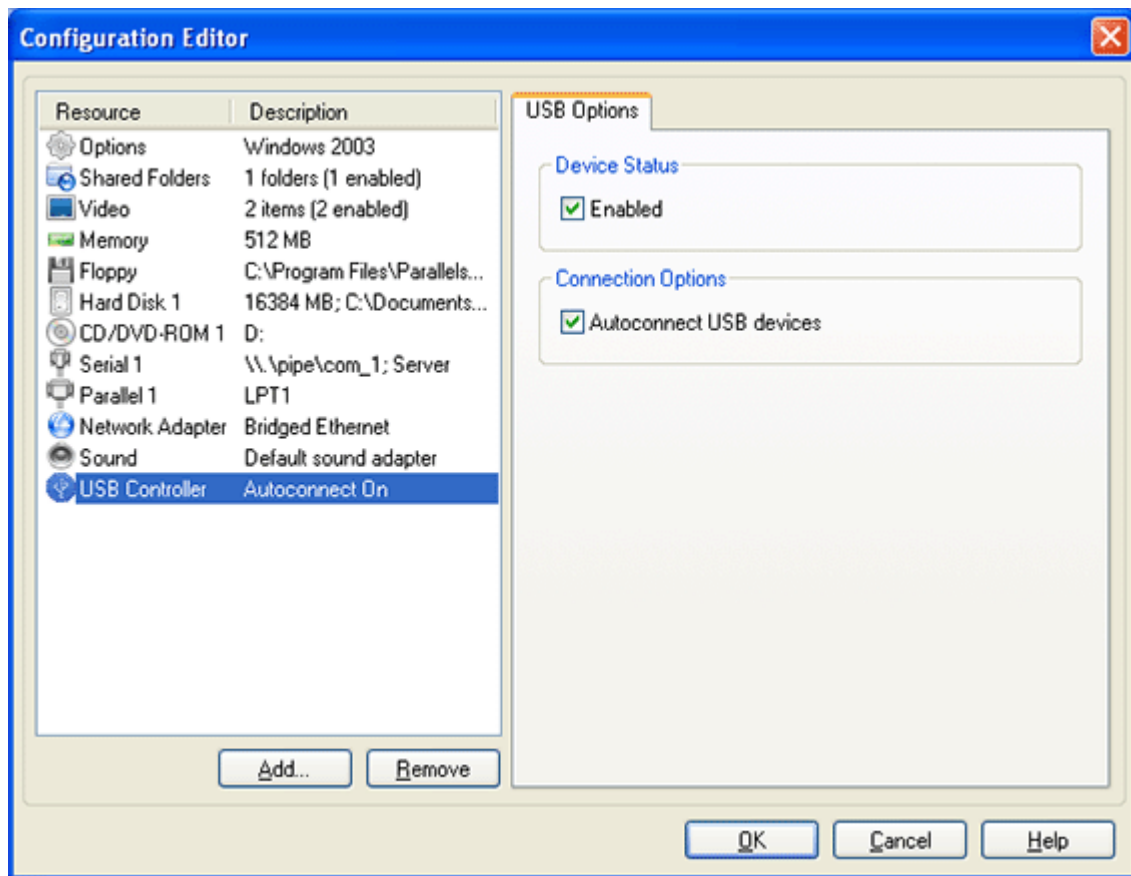 Configuration Editor
Resource Description
Options Windows 2003
Shared Folders 1 folders (1 enabled)
Video 2 items (2 enabled)
Memory 512 MB
Floppy C:\Program Files\Parallels...
Hard Disk 1 16384 MB; C:\Documents...
CD/DVD-ROM 1 D:
Serial 1 \\.\pipe\com_1; Server
Parallel 1 LPT1
Network Adapter Bridged Ethernet
Sound Default sound adapter
USB Controller Autoconnect On
Add... Remove
USB Options
Device Status
Enabled
Connection Options
Autoconnect USB devices
OK Cancel Help